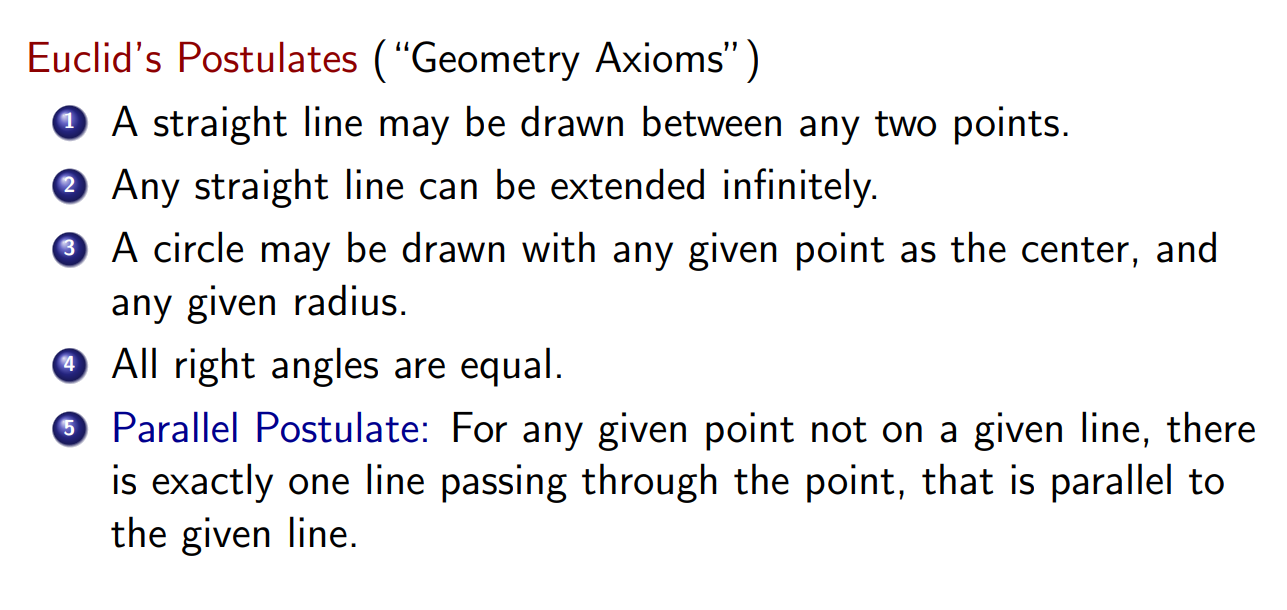 Euclid's Postulates (“Geometry Axioms”)
1 A straight line may be drawn between any two points.
2 Any straight line can be extended infinitely.
3 A circle may be drawn with any given point as the center, and
any given radius.
4 All right angles are equal.
5 Parallel Postulate: For any given point not on a given line, there
is exactly one line passing through the point, that is parallel to
the given line.